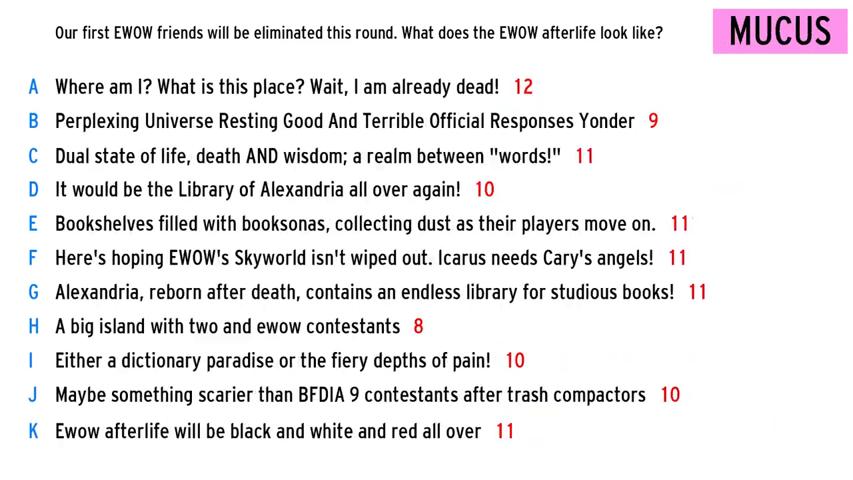 Our first EWOW friends will be eliminated this round. What does the EWOW afterlife look like?
MUCUS
A Where am I? What is this place? Wait, I am already dead! 12
B Perplexing Universe Resting Good And Terrible Official Responses Yonder 9
C Dual state of life, death AND wisdom; a realm between "words!" 11
D It would be the Library of Alexandria all over again! 10
E Bookshelves filled with booksonas, collecting dust as their players move on. 11
F Here's hoping EWOW's Skyworld isn't wiped out. Icarus needs Cary's angels! 11
G Alexandria, reborn after death, contains an endless library for studious books! 11
H A big island with two and ewow contestants 8
I Either a dictionary paradise or the fiery depths of pain! 10
J Maybe something scarier than BFDIA 9 contestants after trash compactors 10
K Ewow afterlife will be black and white and red all over 11